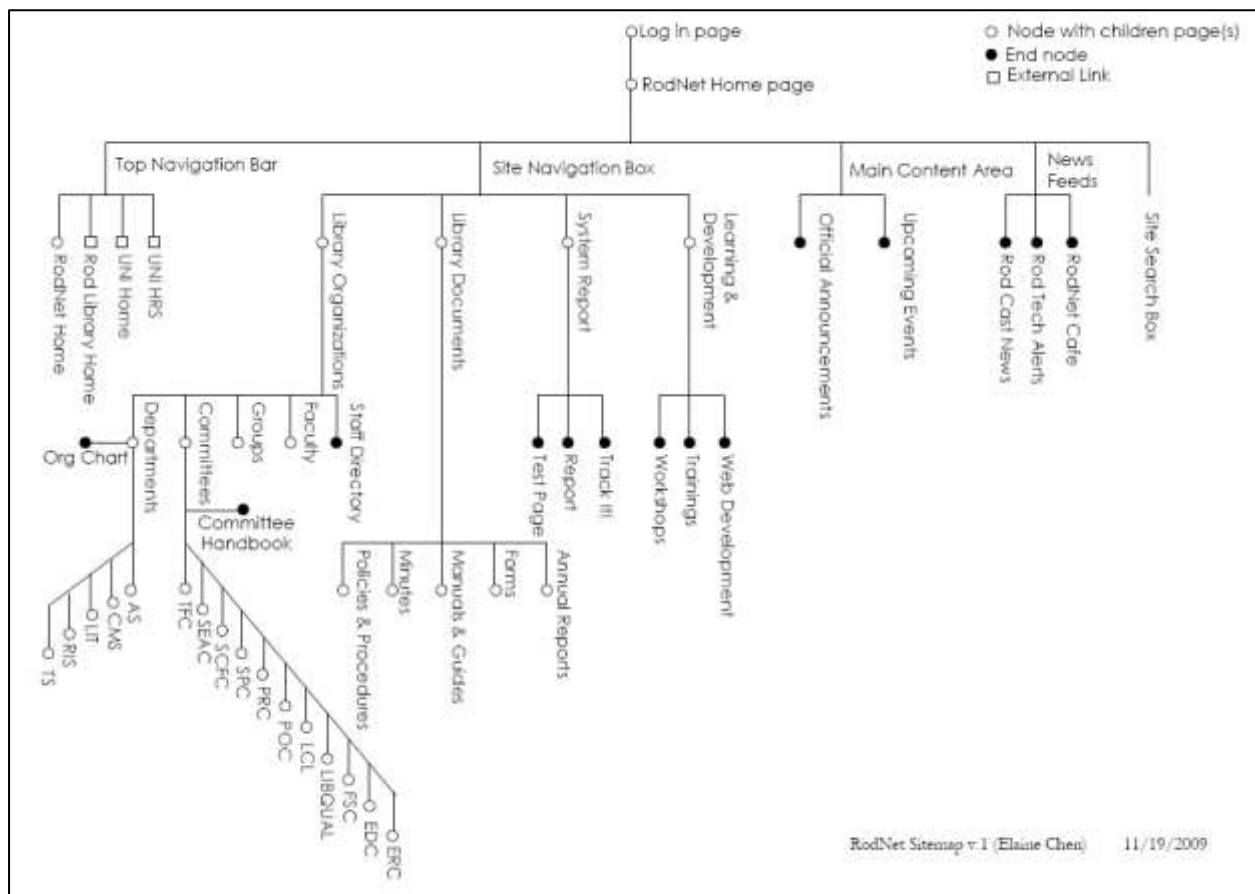 Log in page
RodNet Home page
Node with children page(s)
End node
External Link
Top Navigation Bar
Site Navigation Box
Main Content Area
News
Feeds
Site Search Box
RodNet Home
Rod Library Home
UNI Home
UNI HRS
Library Organizations
Library Documents
System Report
Learning &
Development
Official Announcements
Upcoming Events
Rod Cast News
Rod Tech Alerts
RodNet Cafe
Org Chart
Departments
Committees
Groups
Faculty
Staff Directory
Committee
Handbook
Test Page
Report
Track It!
Workshops
Trainings
Web Development
Policies & Procedures
Minutes
Manuals & Guides
Forms
Annual Reports
TS
RIS
LIT
CMS
AS
TFC
SEAC
SCFC
SPC
PRC
POC
LCL
LIBQUAL
FSC
EDC
ERC
RodNet Sitemap v.1 (Elaine Chen) 11/19/2009